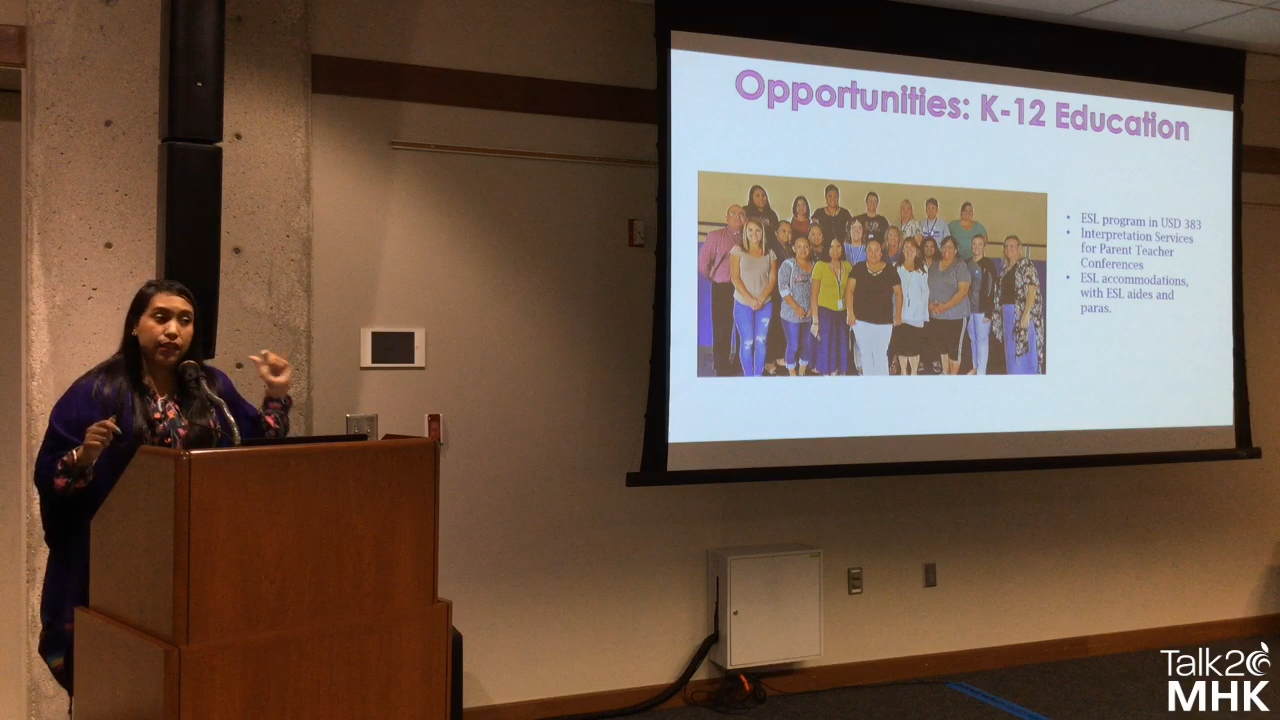 Opportunities: K-12 Education
• ESL program in USD 383
• Interpretation Services
for Parent Teacher
Conferences
• ESL accommodations,
with ESL aides and
paras.
Talk20
MHK